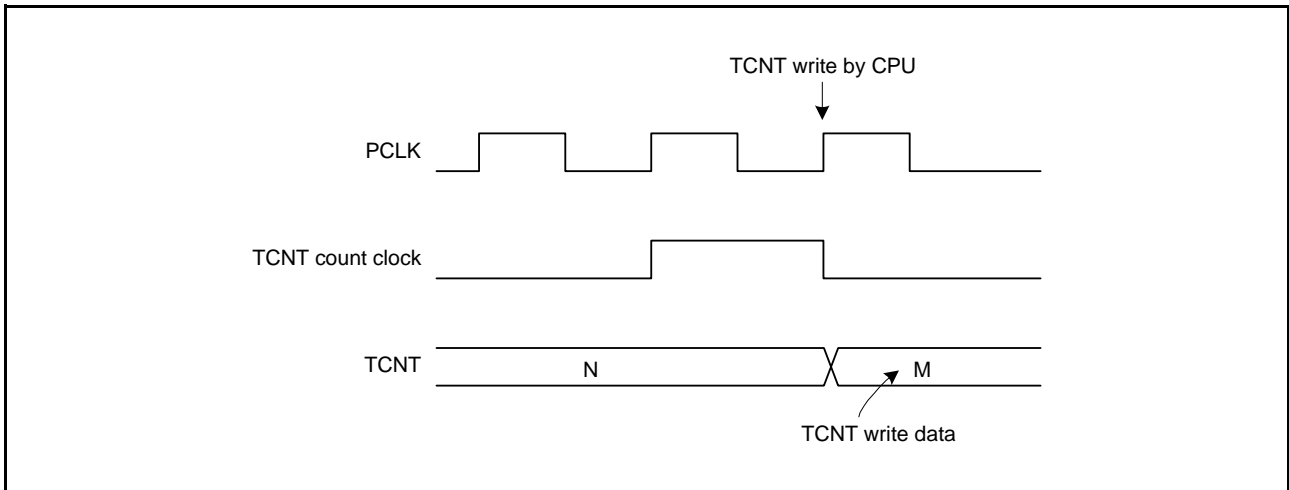 TCNT write by CPU
PCLK
TCNT count clock
TCNT
N
M
TCNT write data